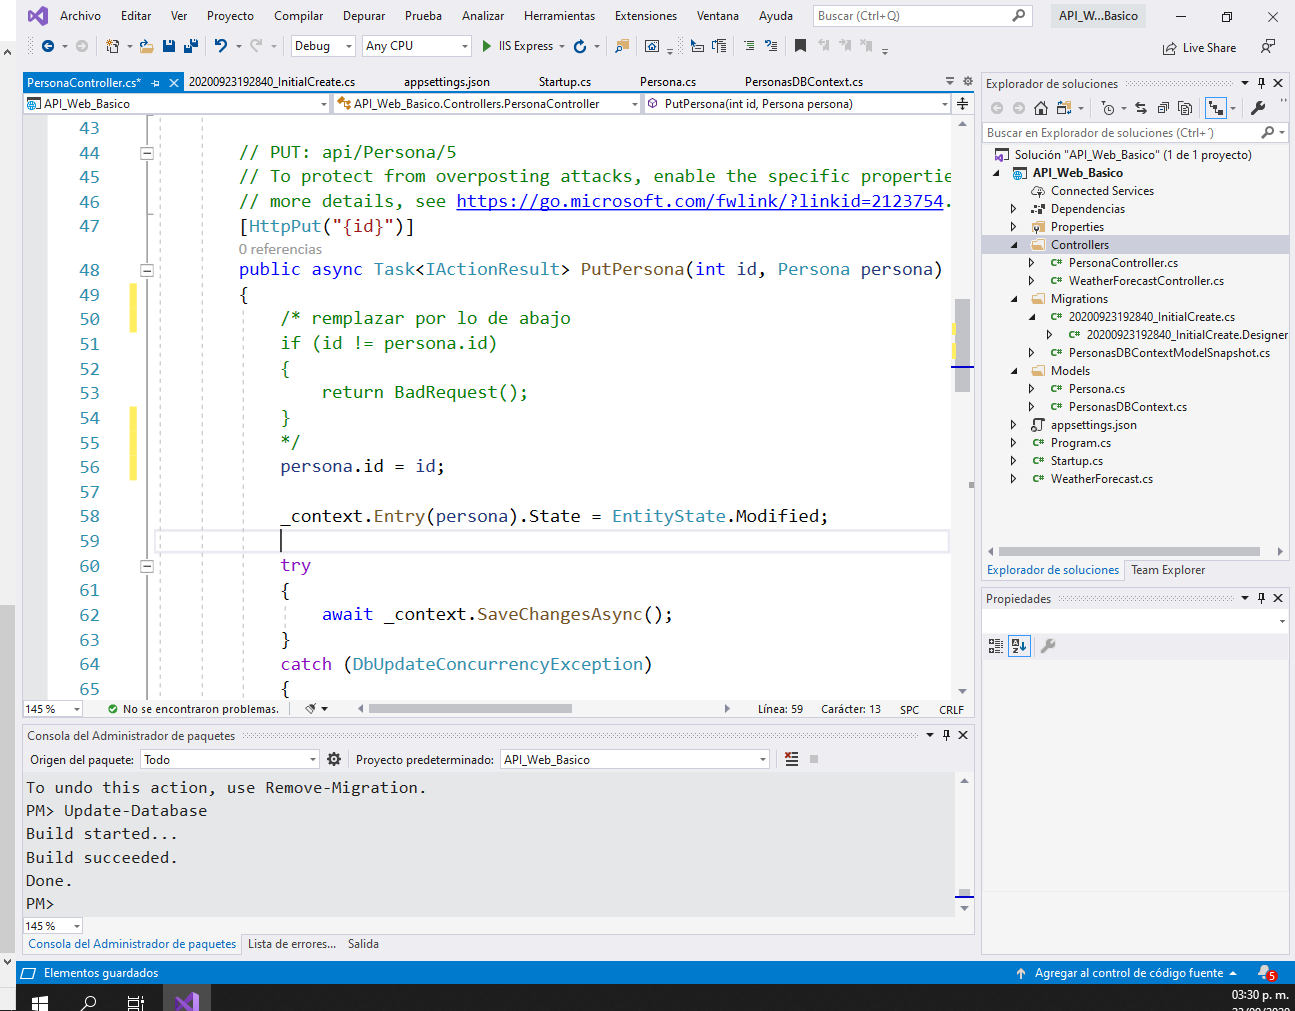 Archivo Editar Ver Proyecto Compilar Depurar Prueba Analizar Herramientas Extensiones Ventana Ayuda Buscar (Ctrl+Q) API_W...Basico
Debug Any CPU IIS Express Live Share
PersonaController.cs* 20200923192840_InitialCreate.cs appsettings.json Startup.cs Persona.cs PersonasDBContext.cs
API_Web_Basico API_Web_Basico.Controllers.PersonaController PutPersona(int id, Persona persona)
43
44 // PUT: api/Persona/5
45 // To protect from overposting attacks, enable the specific propertie
46 // more details, see https://go.microsoft.com/fwlink/?linkid=2123754.
47 [HttpPut("{id}")]
0 referencias
48 public async Task<IActionResult> PutPersona(int id, Persona persona)
49 {
50 /* remplazar por lo de abajo
51 if (id != persona.id)
52 {
53 return BadRequest();
54 }
55 */
56 persona.id = id;
57
58 _context.Entry(persona).State = EntityState.Modified;
59
60 try
61 {
62 await _context.SaveChangesAsync();
63 }
64 catch (DbUpdateConcurrencyException)
65 {
145 % No se encontraron problemas. Línea: 59 Carácter: 13 SPC CRLF
Consola del Administrador de paquetes
Origen del paquete: Todo Proyecto predeterminado: API_Web_Basico
To undo this action, use Remove-Migration.
PM> Update-Database
Build started...
Build succeeded.
Done.
PM>
145 %
Consola del Administrador de paquetes Lista de errores... Salida
Explorador de soluciones
Buscar en Explorador de soluciones (Ctrl+´)
Solución "API_Web_Basico" (1 de 1 proyecto)
API_Web_Basico
Connected Services
Dependencias
Properties
Controllers
C# PersonaController.cs
C# WeatherForecastController.cs
Migrations
C# 20200923192840_InitialCreate.cs
C# 20200923192840_InitialCreate.Designer
C# PersonasDBContextModelSnapshot.cs
Models
C# Persona.cs
C# PersonasDBContext.cs
appsettings.json
C# Program.cs
C# Startup.cs
C# WeatherForecast.cs
Explorador de soluciones Team Explorer
Propiedades
Elementos guardados Agregar al control de código fuente 5
03:30 p. m.